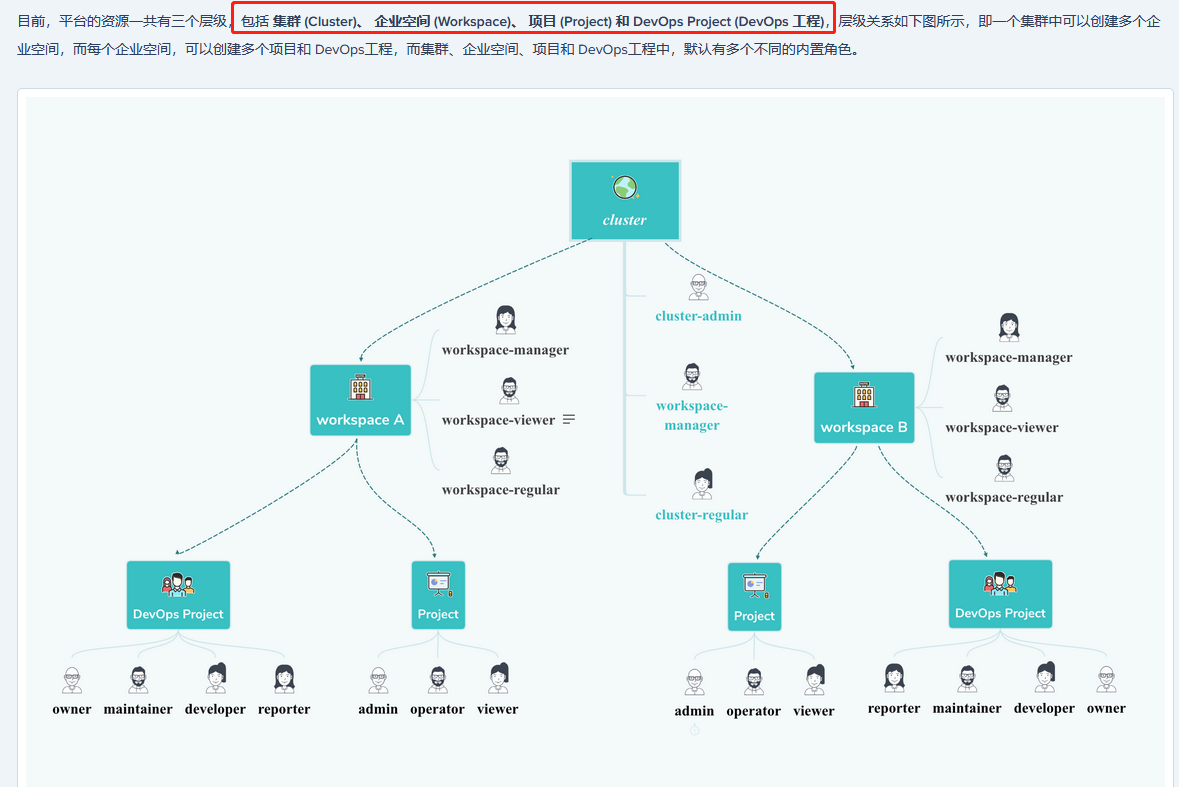 目前，平台的资源一共有三个层级，包括 集群 (Cluster)、 企业空间 (Workspace)、 项目 (Project) 和 DevOps Project (DevOps 工程)，层级关系如下图所示，即一个集群中可以创建多个企
业空间，而每个企业空间，可以创建多个项目和 DevOps工程，而集群、企业空间、项目和 DevOps工程中，默认有多个不同的内置角色。
cluster
cluster-admin
workspace-manager
workspace-manager
workspace A
workspace-viewer
workspace-
manager
workspace B
workspace-viewer
workspace-regular
workspace-regular
cluster-regular
DevOps Project
Project
Project
DevOps Project
owner
maintainer
developer
reporter
admin
operator
viewer
admin
operator
viewer
reporter
maintainer
developer
owner